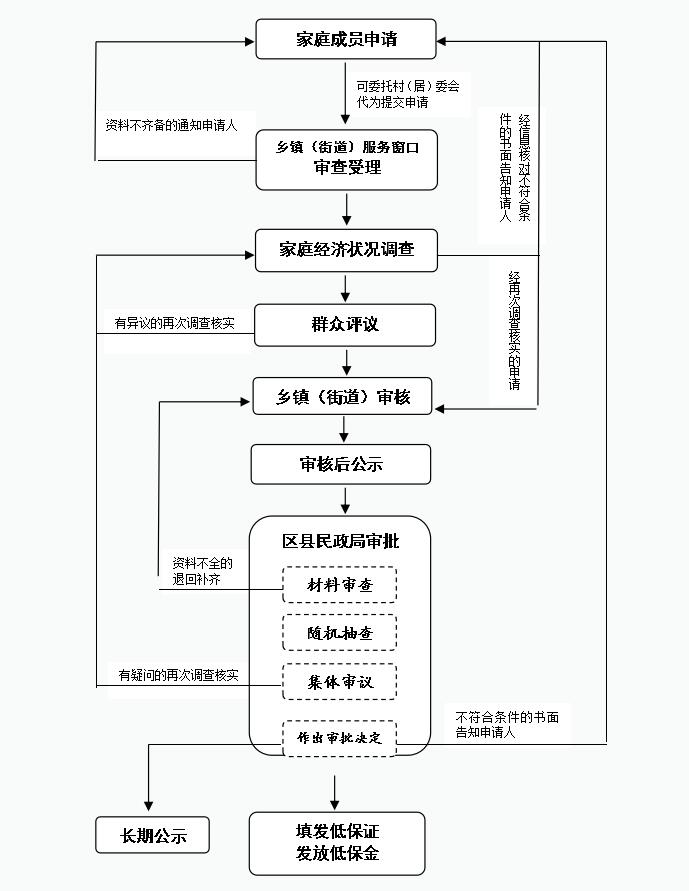 家庭成员申请
可委托村（居）委会
代为提交申请
资料不齐备的通知申请人
乡镇（街道）服务窗口
审查受理
经信息核对不符合条
件的书面告知申请人
家庭经济状况调查
经再次调查核实的申请
有异议的再次调查核实
群众评议
乡镇（街道）审核
审核后公示
区县民政局审批
资料不全的
退回补齐
材料审查
随机抽查
有疑问的再次调查核实
集体审议
不符合条件的书面
告知申请人
作出审批决定
长期公示
填发低保证
发放低保金